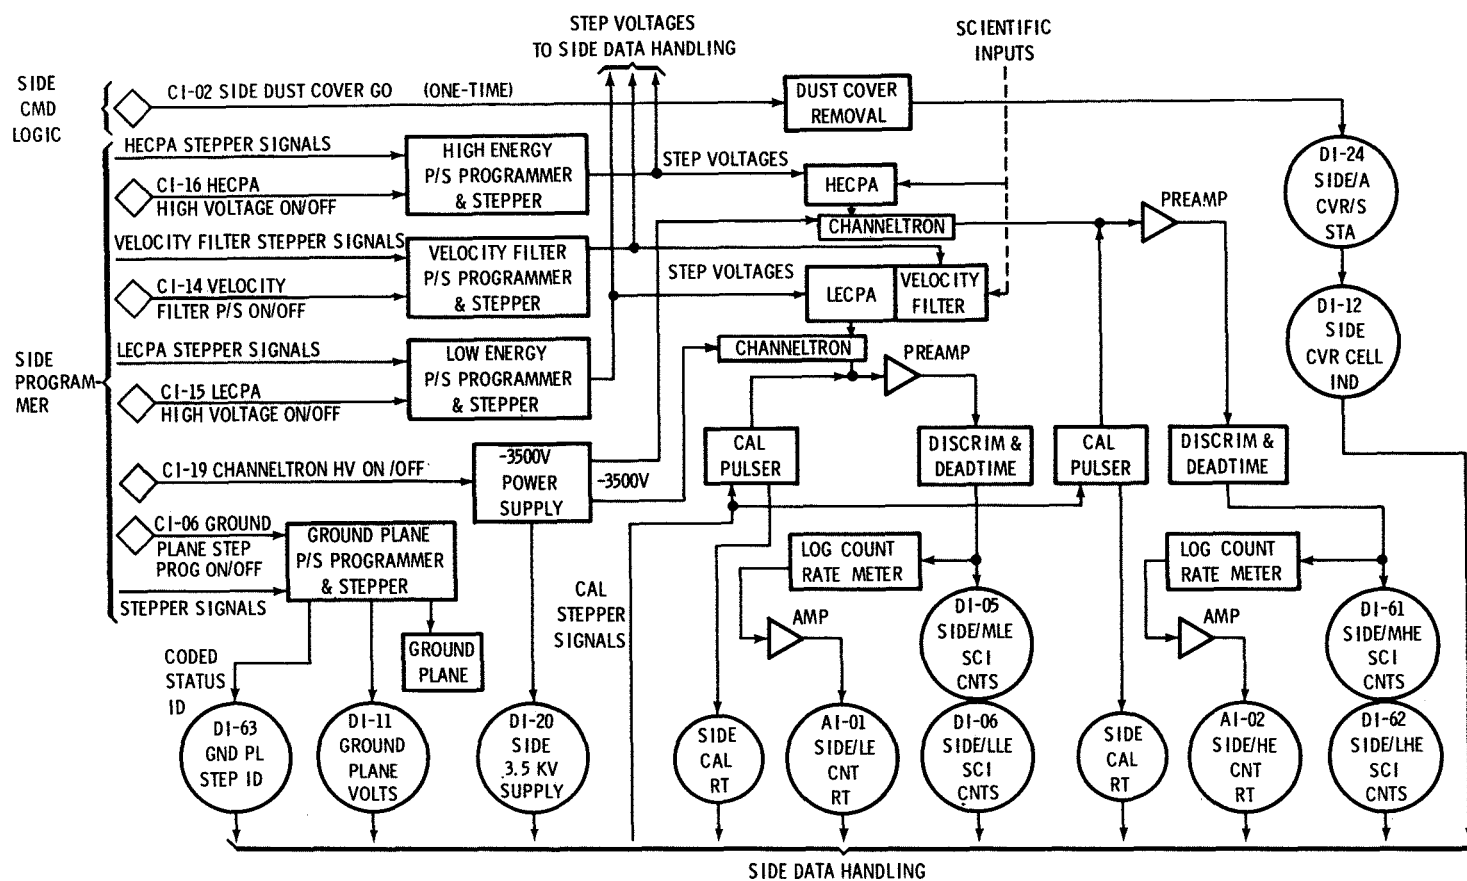 STEP VOLTAGES
TO SIDE DATA HANDLING
SCIENTIFIC
INPUTS
SIDE
CMD
LOGIC
CI-02 SIDE DUST COVER GO (ONE-TIME)
DUST COVER
REMOVAL
HECPA STEPPER SIGNALS
CI-16 HECPA
HIGH VOLTAGE ON/OFF
HIGH ENERGY
P/S PROGRAMMER
& STEPPER
STEP VOLTAGES
HECPA
CHANNELTRON
PREAMP
DI-24
SIDE/A
CVR/S
STA
VELOCITY FILTER STEPPER SIGNALS
CI-14 VELOCITY
FILTER P/S ON/OFF
VELOCITY FILTER
P/S PROGRAMMER
& STEPPER
STEP VOLTAGES
LECPA
VELOCITY
FILTER
DI-12
SIDE
CVR CELL
IND
SIDE
PROGRAM-
MER
LECPA STEPPER SIGNALS
CI-15 LECPA
HIGH VOLTAGE ON/OFF
LOW ENERGY
P/S PROGRAMMER
& STEPPER
CHANNELTRON
PREAMP
CI-19 CHANNELTRON HV ON/OFF
-3500V
POWER
SUPPLY
-3500V
CAL
PULSER
DISCRIM &
DEADTIME
CAL
PULSER
DISCRIM &
DEADTIME
CI-06 GROUND
PLANE STEP
PROG ON/OFF
STEPPER SIGNALS
GROUND PLANE
P/S PROGRAMMER
& STEPPER
GROUND
PLANE
CAL
STEPPER
SIGNALS
LOG COUNT
RATE METER
AMP
DI-05
SIDE/MLE
SCI
CNTS
LOG COUNT
RATE METER
AMP
DI-61
SIDE/MHE
SCI
CNTS
CODED
STATUS
ID
DI-63
GND PL
STEP ID
DI-11
GROUND
PLANE
VOLTS
DI-20
SIDE
3.5 KV
SUPPLY
SIDE
CAL
RT
AI-01
SIDE/LE
CNT
RT
DI-06
SIDE/LLE
SCI
CNTS
SIDE
CAL
RT
AI-02
SIDE/HE
CNT
RT
DI-62
SIDE/LHE
SCI
CNTS
SIDE DATA HANDLING